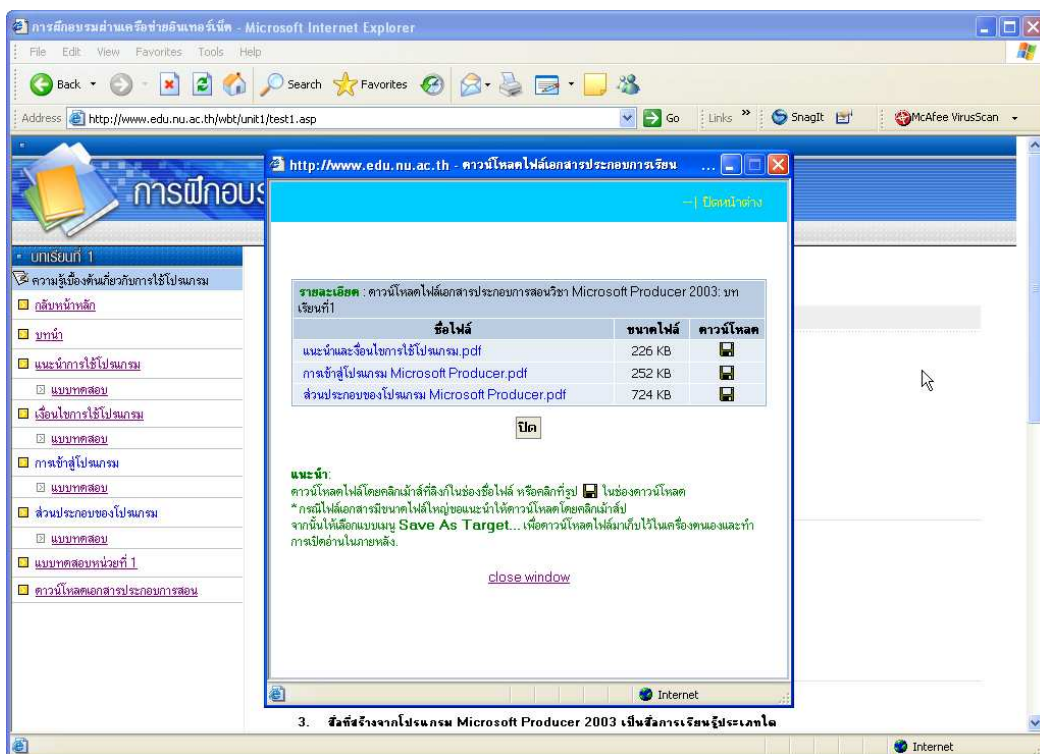 การฝึกอบรมผ่านเครือข่ายอินเทอร์เน็ต - Microsoft Internet Explorer
File Edit View Favorites Tools Help
Back Search Favorites
Address http://www.edu.nu.ac.th/wbt/unit1/test1.asp Go Links » SnagIt McAfee VirusScan
การฝึกอบร
http://www.edu.nu.ac.th - ดาวน์โหลดไฟล์เอกสารประกอบการเรียน ...
--| ปิดหน้าต่าง
บทเรียนที่ 1
ความรู้เบื้องต้นเกี่ยวกับการใช้โปรแกรม
กลับหน้าหลัก
บทนำ
แนะนำการใช้โปรแกรม
แบบทดสอบ
เงื่อนไขการใช้โปรแกรม
แบบทดสอบ
การเข้าสู่โปรแกรม
แบบทดสอบ
ส่วนประกอบของโปรแกรม
แบบทดสอบ
แบบทดสอบหน่วยที่ 1
ดาวน์โหลดเอกสารประกอบการสอน
รายละเอียด : ดาวน์โหลดไฟล์เอกสารประกอบการสอนวิชา Microsoft Producer 2003: บท
เรียนที่1
ชื่อไฟล์ ขนาดไฟล์ ดาวน์โหลด
แนะนำและเงื่อนไขการใช้โปรแกรม.pdf 226 KB
การเข้าสู่โปรแกรม Microsoft Producer.pdf 252 KB
ส่วนประกอบของโปรแกรม Microsoft Producer.pdf 724 KB
ปิด
แนะนำ:
ดาวน์โหลดไฟล์โดยคลิกเม้าส์ที่ลิงก์ในช่องชื่อไฟล์ หรือคลิกที่รูป ในช่องดาวน์โหลด
* กรณีไฟล์เอกสารมีขนาดไฟล์ใหญ่ขอแนะนำให้ดาวน์โหลดโดยคลิกเม้าส์ป
จากนั้นให้เลือกแบบเมนู Save As Target... เพื่อดาวน์โหลดไฟล์มาเก็บไว้ในเครื่องตนเองและทำ
การเปิดอ่านในภายหลัง.
close window
Internet
3. สื่อที่สร้างจากโปรแกรม Microsoft Producer 2003 เป็นสื่อการเรียนรู้ประเภทใด
Internet